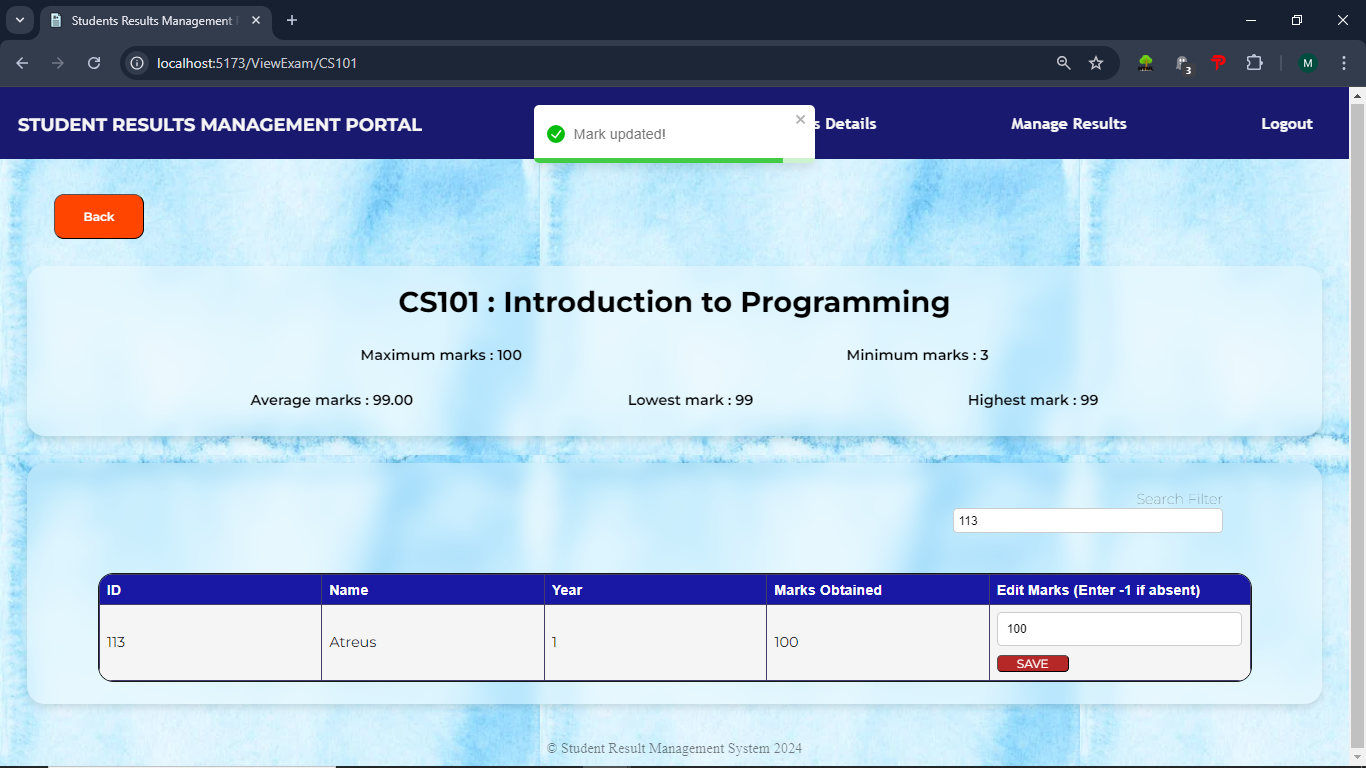 Students Results Management
localhost:5173/ViewExam/CS101
3
M
STUDENT RESULTS MANAGEMENT PORTAL
Mark updated!
s Details
Manage Results
Logout
Back
CS101 : Introduction to Programming
Maximum marks : 100
Minimum marks : 3
Average marks : 99.00
Lowest mark : 99
Highest mark : 99
Search Filter
113
ID Name Year Marks Obtained Edit Marks (Enter -1 if absent)
113 Atreus 1 100 100
SAVE
© Student Result Management System 2024